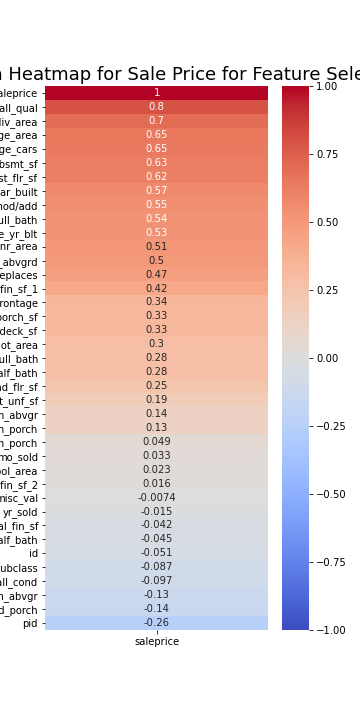 Heatmap for Sale Price for Feature Sele
saleprice 1
all_qual 0.8
liv_area 0.7
ge_area 0.65
ge_cars 0.65
bsmt_sf 0.63
st_flr_sf 0.62
ar_built 0.57
mod/add 0.55
ull_bath 0.54
e_yr_blt 0.53
nr_area 0.51
_abvgrd 0.5
eplaces 0.47
fin_sf_1 0.42
rontage 0.34
porch_sf 0.33
deck_sf 0.33
ot_area 0.3
ull_bath 0.28
alf_bath 0.28
nd_flr_sf 0.25
t_unf_sf 0.19
n_abvgr 0.14
n_porch 0.13
n_porch 0.049
mo_sold 0.033
ol_area 0.023
fin_sf_2 0.016
misc_val -0.0074
yr_sold -0.015
al_fin_sf -0.042
alf_bath -0.045
id -0.051
ubclass -0.087
all_cond -0.097
n_abvgr -0.13
d_porch -0.14
pid -0.26
saleprice
1.00
0.75
0.50
0.25
0.00
−0.25
−0.50
−0.75
−1.00